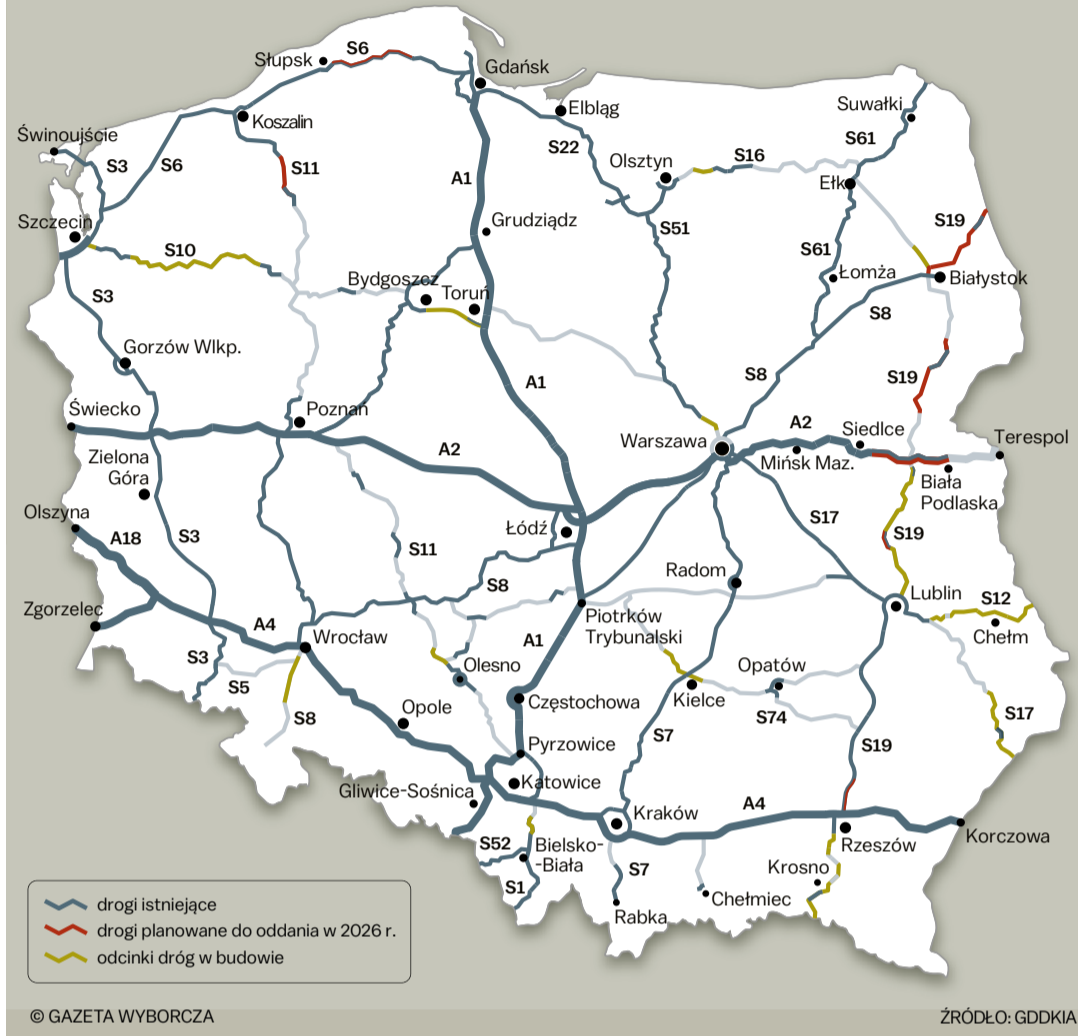 S6
Słupsk
Gdańsk
Suwałki
Elbląg
Koszalin
Świnoujście
S22
S61
Olsztyn
S16
S3
S6
S11
A1
Ełk
Grudziądz
S19
Szczecin
S51
S10
S61
Łomża
Bydgoszcz
Toruń
Białystok
S3
S8
Gorzów Wlkp.
S8
A1
S19
Świecko
Poznań
Siedlce
Warszawa
A2
Terespol
A2
Mińsk Maz.
Zielona
Góra
Biała
Podlaska
Olszyna
S17
Łódź
A18
S3
S19
S11
Radom
S8
Lublin
S12
Zgorzelec
Piotrków
Trybunalski
A4
Wrocław
Chełm
A1
S3
Olesno
Opatów
S5
Kielce
Częstochowa
Opole
S8
S74
S17
S7
S19
Pyrzowice
Katowice
Gliwice-Sośnica
A4
Kraków
Korczowa
S52
Bielsko-
-Biała
Rzeszów
Krosno
S7
S1
Chełmiec
Rabka
drogi istniejące
drogi planowane do oddania w 2026 r.
odcinki dróg w budowie
© GAZETA WYBORCZA
ŹRÓDŁO: GDDKIA